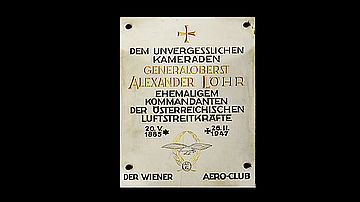 DEM UNVERGESSLICHEN
KAMERADEN
GENERALOBERST
ALEXANDER LÖHR
EHEMALIGEM
KOMMANDANTEN
DER ÖSTERREICHISCHEN
LUFTSTREITKRÄFTE
20.V. 26.II.
1885 1947
DER WIENER AERO-CLUB